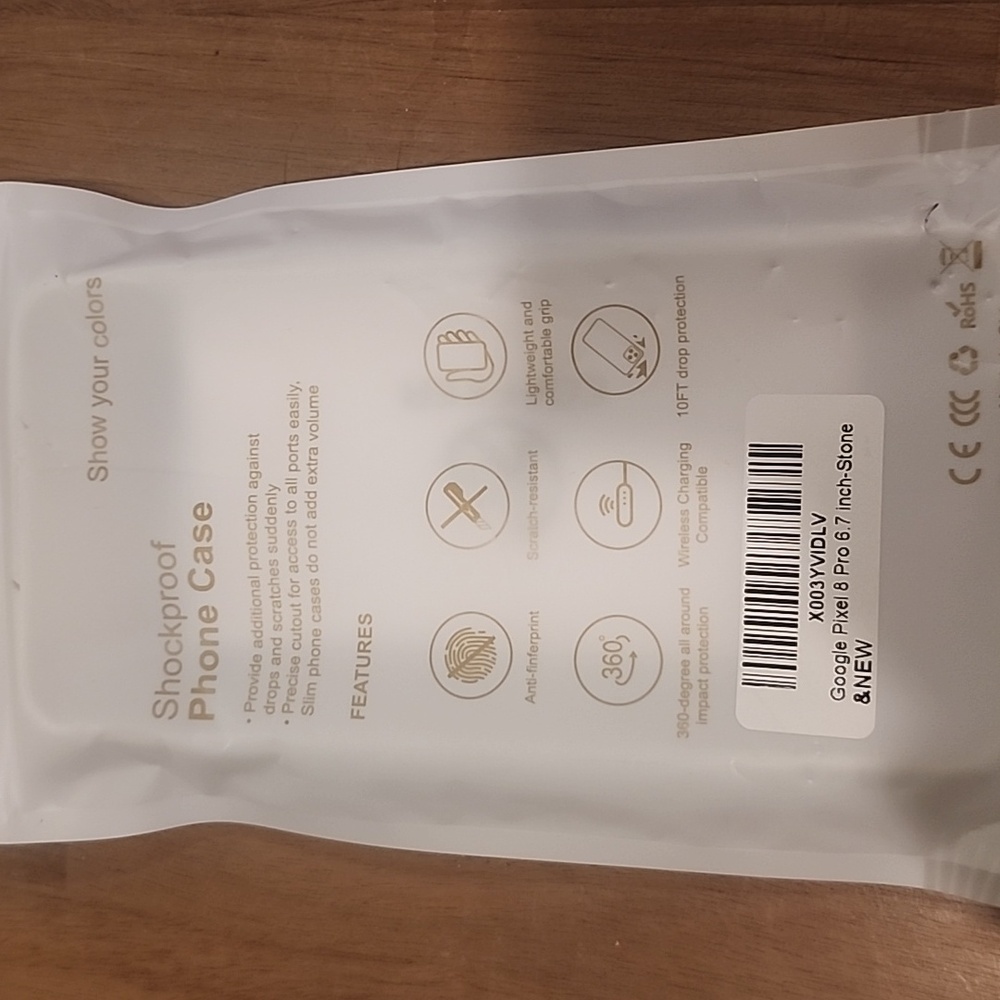 Show your colors
Shockproof
Phone Case
• Provide additional protection against
drops and scratches suddenly
• Precise cutout for access to all ports easily,
Slim phone cases do not add extra volume
FEATURES
Anti-finferprint
Scratch-resistant
Lightweight and
comfortable grip
360°
360-degree all around
Impact protection
Wireless Charging
Compatible
10FT drop protection
X003YVIDLV
Google Pixel 8 Pro 6.7 inch-Stone
&NEW
CE CCC RoHS